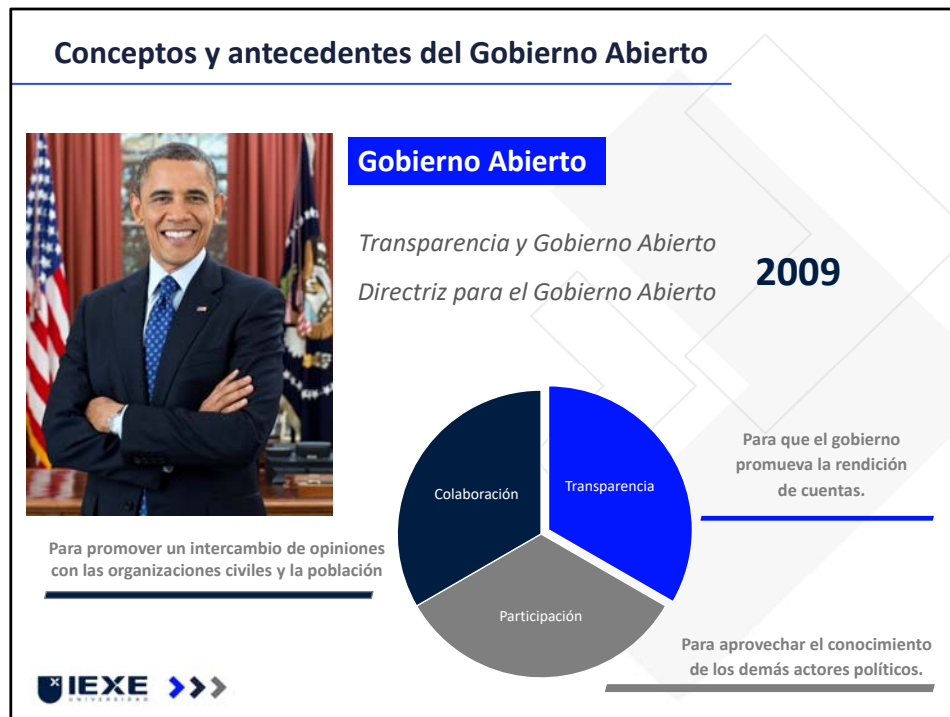 Conceptos y antecedentes del Gobierno Abierto
Gobierno Abierto
Transparencia y Gobierno Abierto
Directriz para el Gobierno Abierto
2009
Colaboración
Transparencia
Participación
Para que el gobierno
promueva la rendición
de cuentas.
Para promover un intercambio de opiniones
con las organizaciones civiles y la población
Para aprovechar el conocimiento
de los demás actores políticos.
IEXE
UNIVERSIDAD